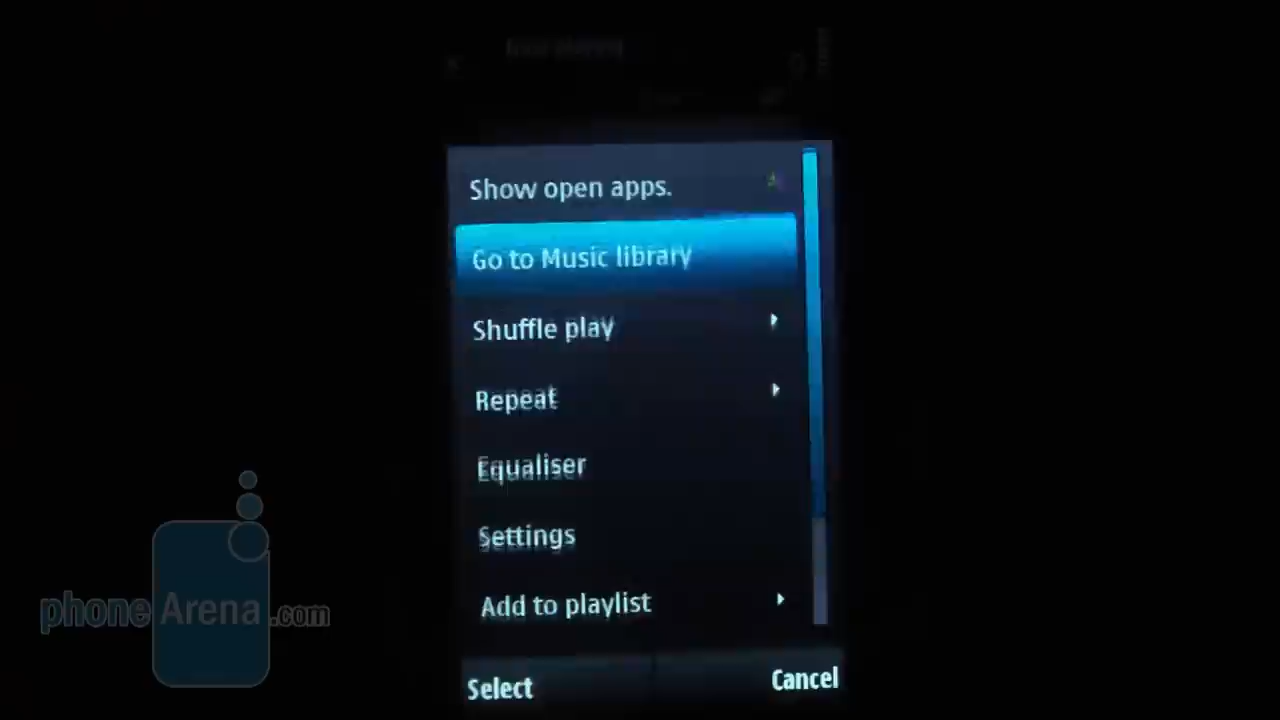 Show open apps.
Go to Music library
Shuffle play
Repeat
Equaliser
Settings
Add to playlist
Select
Cancel
phoneArena.com